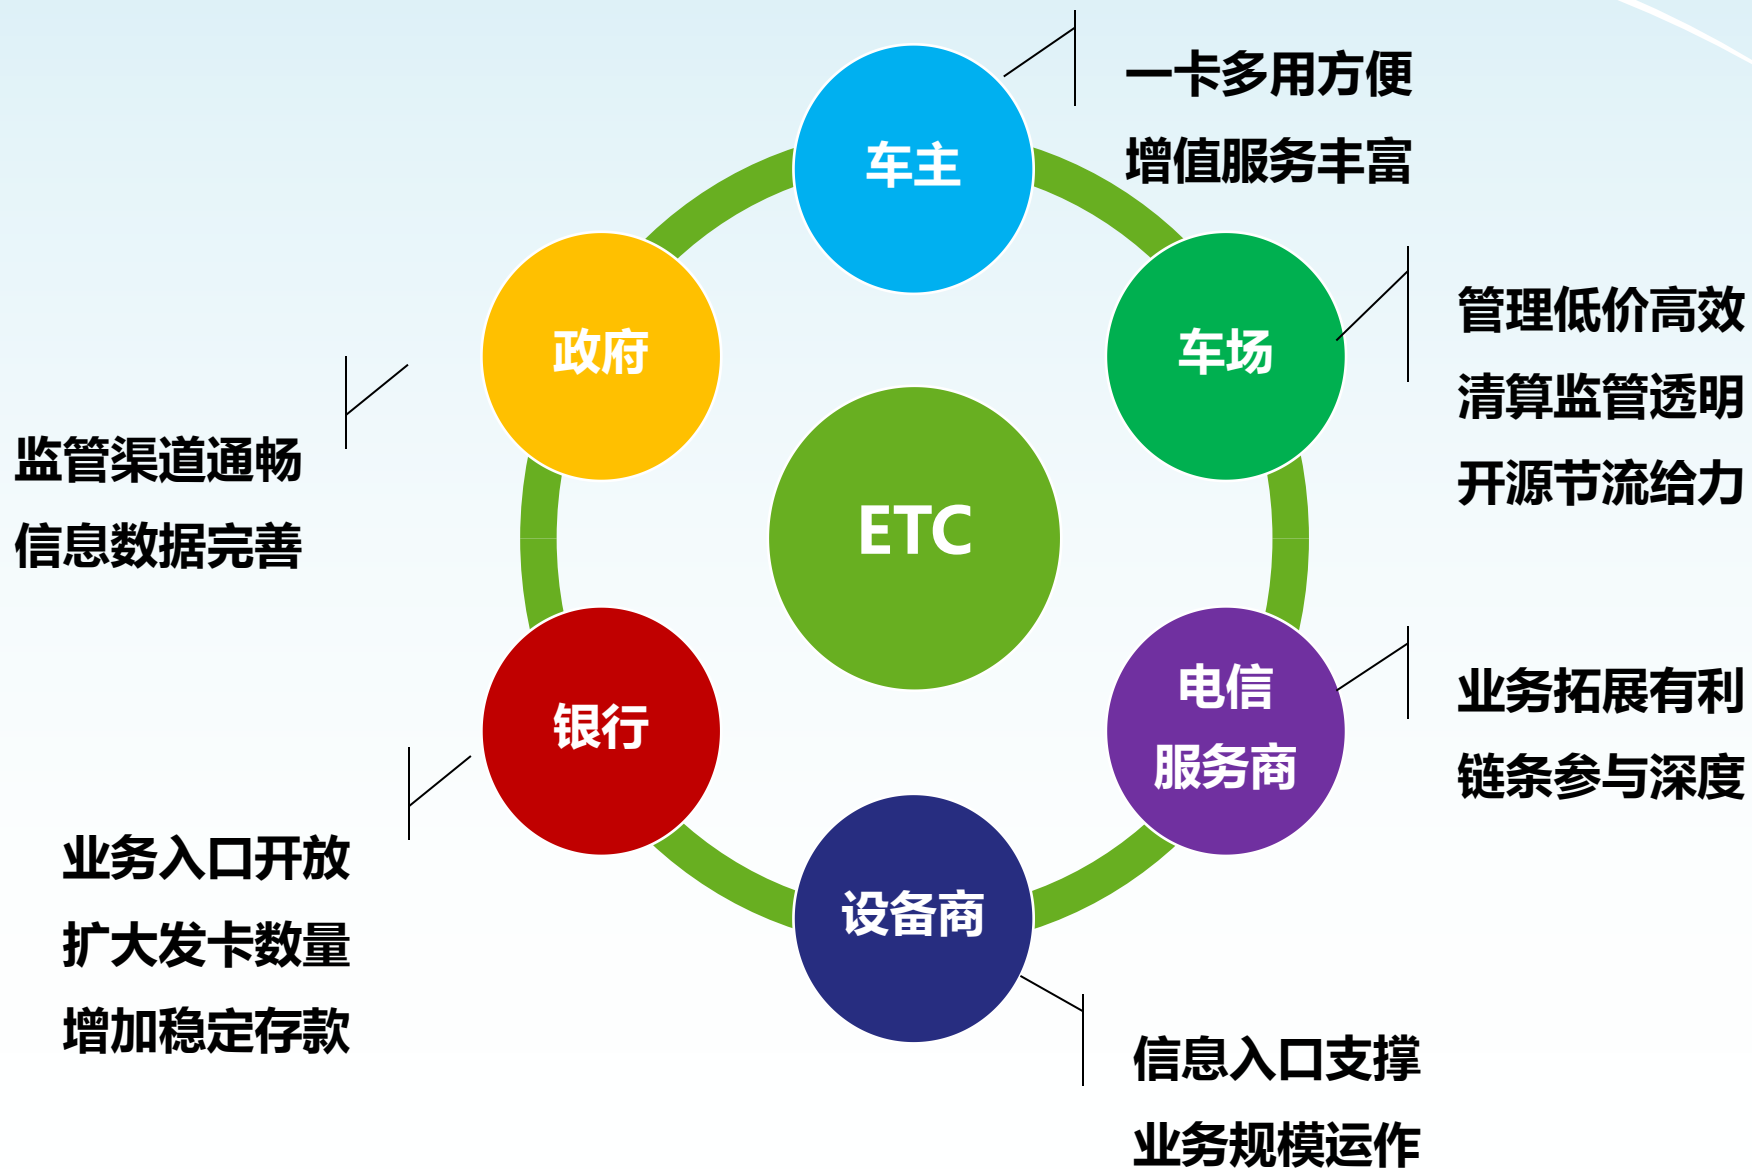 车主
一卡多用方便
增值服务丰富
车场
管理低价高效
清算监管透明
开源节流给力
电信
服务商
业务拓展有利
链条参与深度
设备商
信息入口支撑
业务规模运作
银行
业务入口开放
扩大发卡数量
增加稳定存款
政府
监管渠道通畅
信息数据完善
ETC